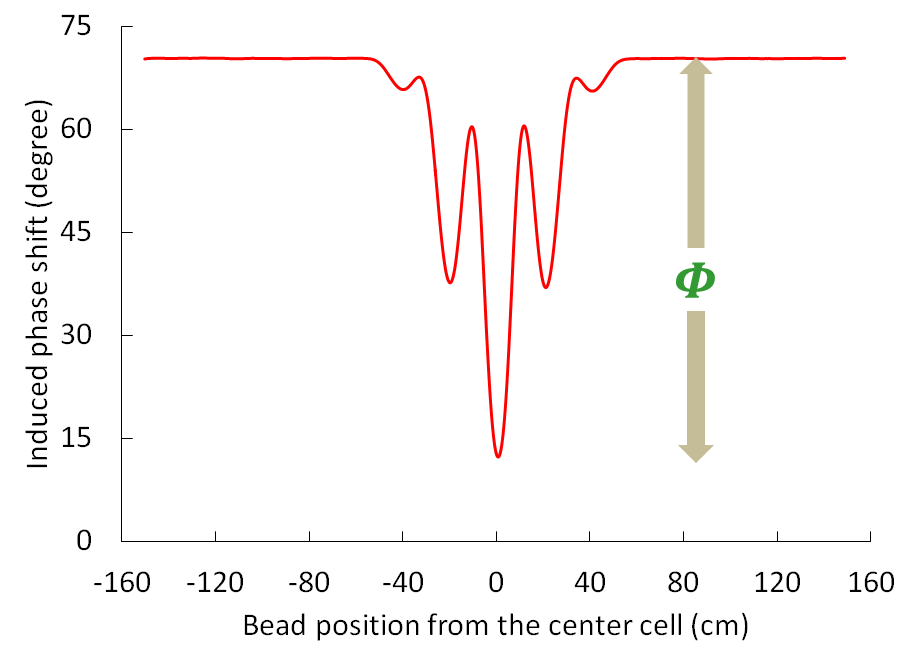 75
60
45
30
15
0
Induced phase shift (degree)
Φ
-160 -120 -80 -40 0 40 80 120 160
Bead position from the center cell (cm)